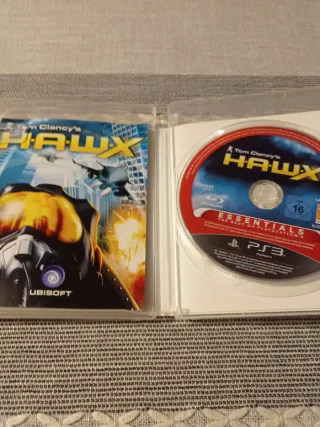 Tom Clancy's
HAWX
UBISOFT
Tom Clancy's
HAWX
16
ESSENTIALS
PS3